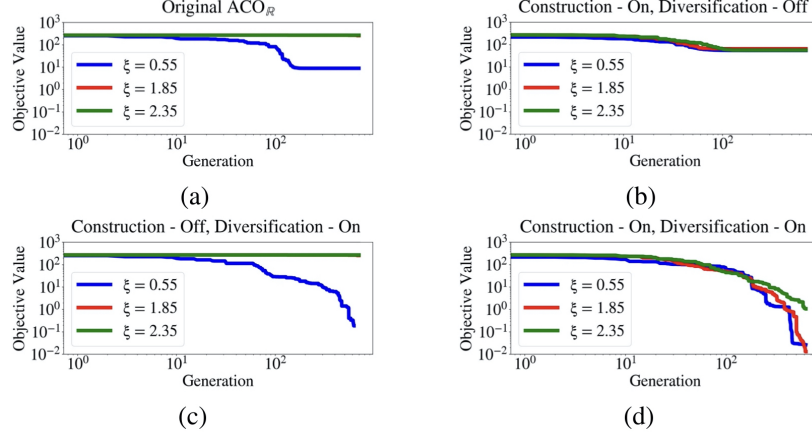 Original ACOℝ
Objective Value
10³
10²
10¹
10⁰
10⁻¹
10⁻²
ξ = 0.55
ξ = 1.85
ξ = 2.35
10⁰ 10¹ 10²
Generation
(a)
Construction - On, Diversification - Off
Objective Value
10³
10²
10¹
10⁰
10⁻¹
10⁻²
ξ = 0.55
ξ = 1.85
ξ = 2.35
10⁰ 10¹ 10²
Generation
(b)
Construction - Off, Diversification - On
Objective Value
10³
10²
10¹
10⁰
10⁻¹
10⁻²
ξ = 0.55
ξ = 1.85
ξ = 2.35
10⁰ 10¹ 10²
Generation
(c)
Construction - On, Diversification - On
Objective Value
10³
10²
10¹
10⁰
10⁻¹
10⁻²
ξ = 0.55
ξ = 1.85
ξ = 2.35
10⁰ 10¹ 10²
Generation
(d)